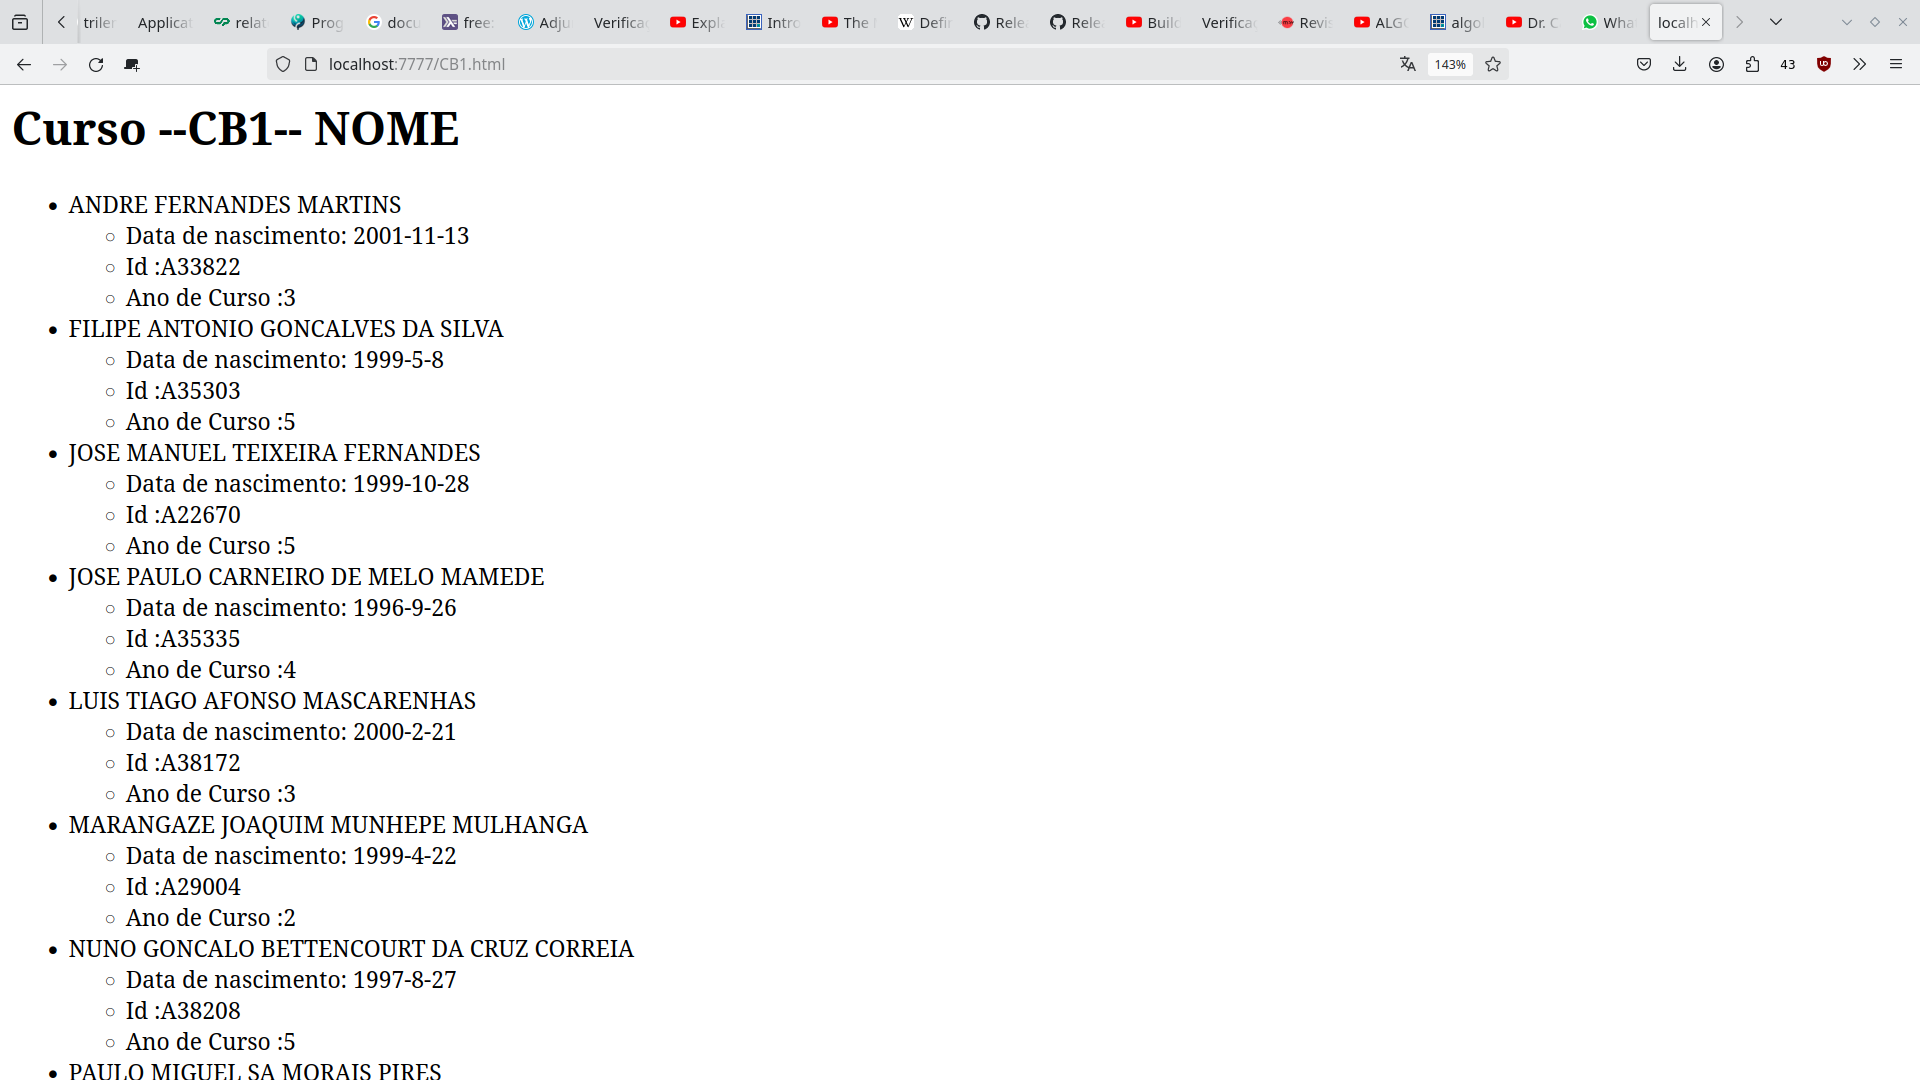 triler
Applicat
relat
Prog
docu
free:
Adju
Verifica
Expla
Intro
The
Defin
Relea
Relea
Build
Verifica
Revis
ALGO
algo
Dr. C
Wha
localh
localhost:7777/CB1.html
143%
43
Curso --CB1-- NOME
ANDRE FERNANDES MARTINS
Data de nascimento: 2001-11-13
Id :A33822
Ano de Curso :3
FILIPE ANTONIO GONCALVES DA SILVA
Data de nascimento: 1999-5-8
Id :A35303
Ano de Curso :5
JOSE MANUEL TEIXEIRA FERNANDES
Data de nascimento: 1999-10-28
Id :A22670
Ano de Curso :5
JOSE PAULO CARNEIRO DE MELO MAMEDE
Data de nascimento: 1996-9-26
Id :A35335
Ano de Curso :4
LUIS TIAGO AFONSO MASCARENHAS
Data de nascimento: 2000-2-21
Id :A38172
Ano de Curso :3
MARANGAZE JOAQUIM MUNHEPE MULHANGA
Data de nascimento: 1999-4-22
Id :A29004
Ano de Curso :2
NUNO GONCALO BETTENCOURT DA CRUZ CORREIA
Data de nascimento: 1997-8-27
Id :A38208
Ano de Curso :5
PAULO MIGUEL SA MORAIS PIRES